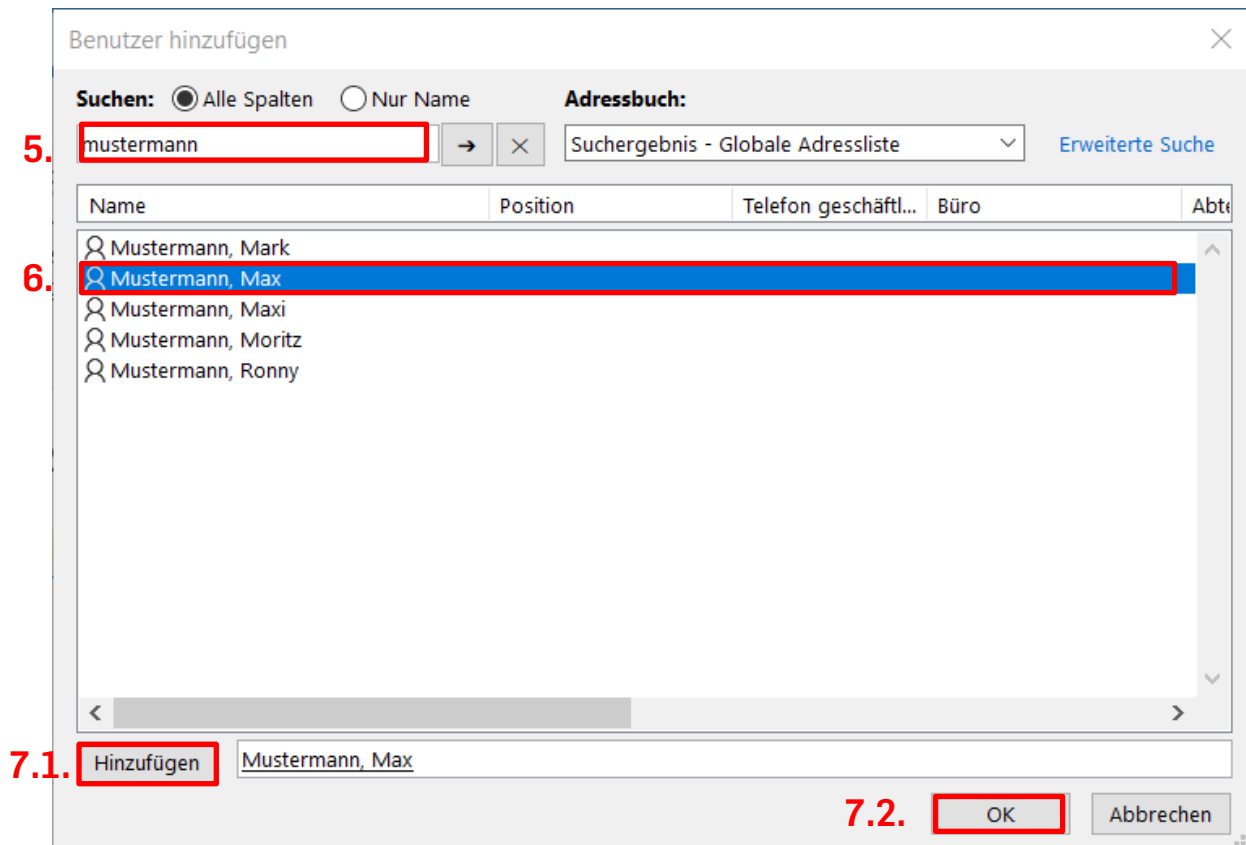 Benutzer hinzufügen
Suchen: Alle Spalten Nur Name Adressbuch:
5. mustermann Suchergebnis - Globale Adressliste Erweiterte Suche
Name Position Telefon geschäftl... Büro Abte
Mustermann, Mark
6. Mustermann, Max
Mustermann, Maxi
Mustermann, Moritz
Mustermann, Ronny
7.1. Hinzufügen Mustermann, Max
7.2. OK Abbrechen